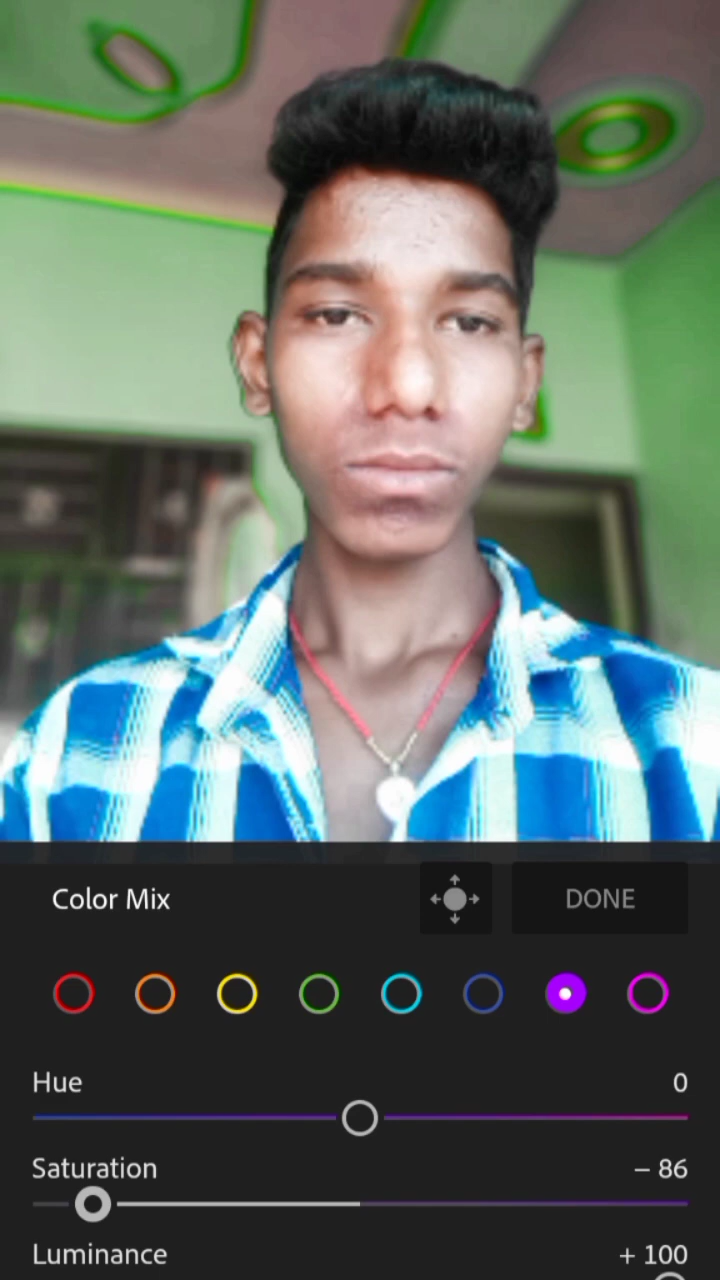 Color Mix
DONE
Hue 0
Saturation – 86
Luminance + 100